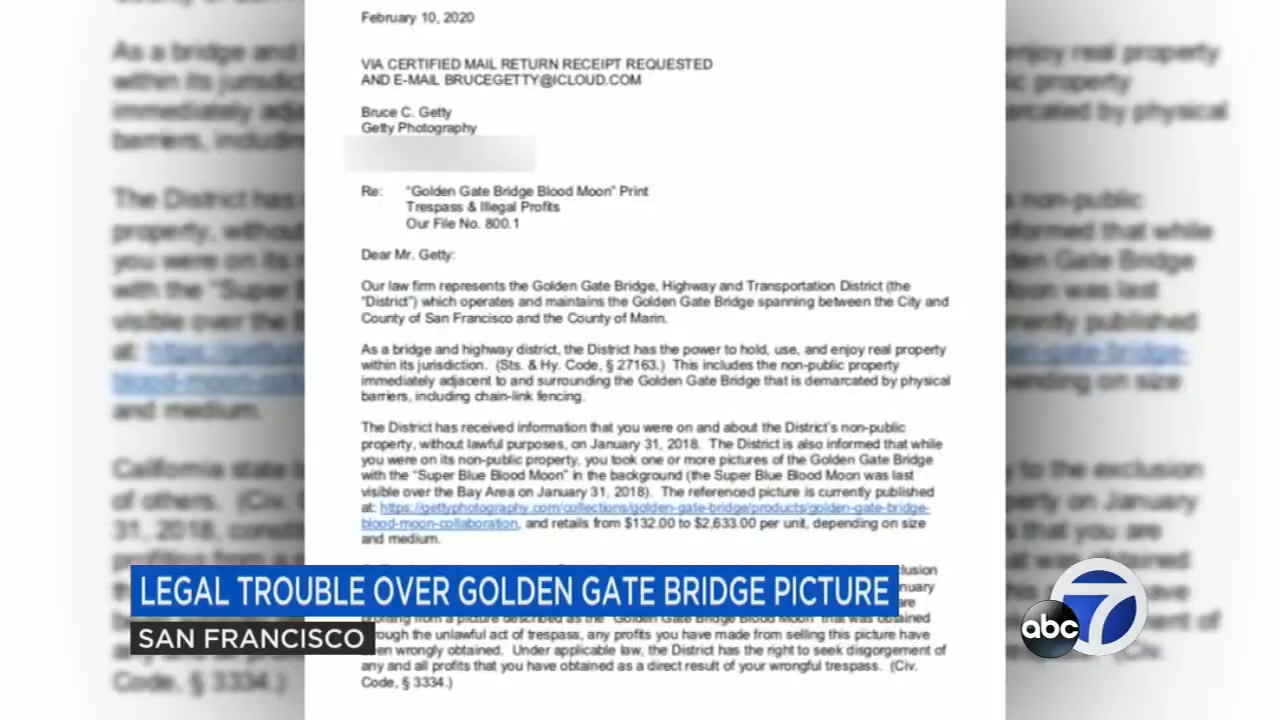 February 10, 2020
VIA CERTIFIED MAIL RETURN RECEIPT REQUESTED
AND E-MAIL BRUCEGETTY@ICLOUD.COM
Bruce C. Getty
Getty Photography
Re: "Golden Gate Bridge Blood Moon" Print
Trespass & Illegal Profits
Our File No. 800.1
Dear Mr. Getty:
Our law firm represents the Golden Gate Bridge, Highway and Transportation District (the
"District") which operates and maintains the Golden Gate Bridge spanning between the City and
County of San Francisco and the County of Marin.
As a bridge and highway district, the District has the power to hold, use, and enjoy real property
within its jurisdiction. (Sts. & Hy. Code, § 27163.) This includes the non-public property
immediately adjacent to and surrounding the Golden Gate Bridge that is demarcated by physical
barriers, including chain-link fencing.
The District has received information that you were on and about the District's non-public
property, without lawful purposes, on January 31, 2018. The District is also informed that while
you were on its non-public property, you took one or more pictures of the Golden Gate Bridge
with the "Super Blue Blood Moon" in the background (the Super Blue Blood Moon was last
visible over the Bay Area on January 31, 2018). The referenced picture is currently published
at: https://gettyphotography.com/collections/golden-gate-bridge/products/golden-gate-bridge-
blood-moon-collaboration, and retails from $132.00 to $2,633.00 per unit, depending on size
and medium.
LEGAL TROUBLE OVER GOLDEN GATE BRIDGE PICTURE
SAN FRANCISCO
profiting from a picture described as the "Golden Gate Bridge Blood Moon" that was obtained
through the unlawful act of trespass, any profits you have made from selling this picture have
been wrongly obtained. Under applicable law, the District has the right to seek disgorgement of
any and all profits that you have obtained as a direct result of your wrongful trespass. (Civ.
Code, § 3334.)
abc 7